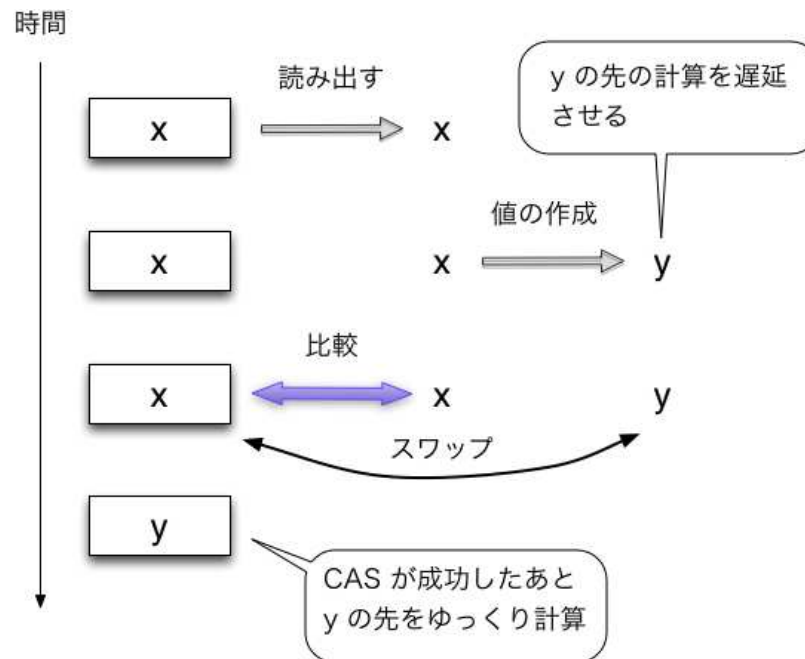 時間
読み出す
y の先の計算を遅延
させる
x
x
値の作成
x
x
y
比較
x
x
y
スワップ
y
CAS が成功したあと
y の先をゆっくり計算